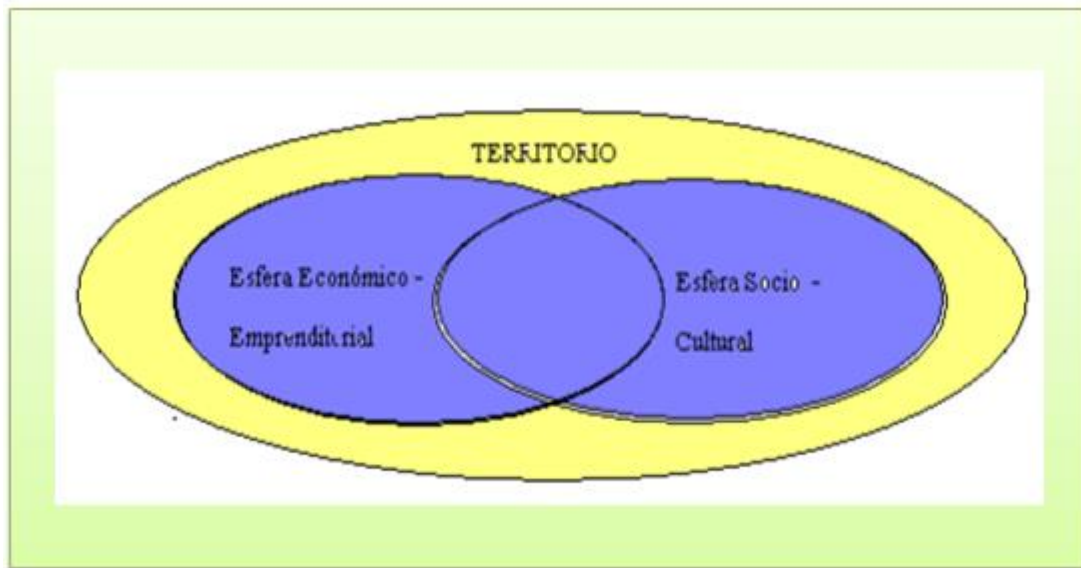 TERRITORIO
Esfera Económico -
Emprenditorial
Esfera Socio -
Cultural